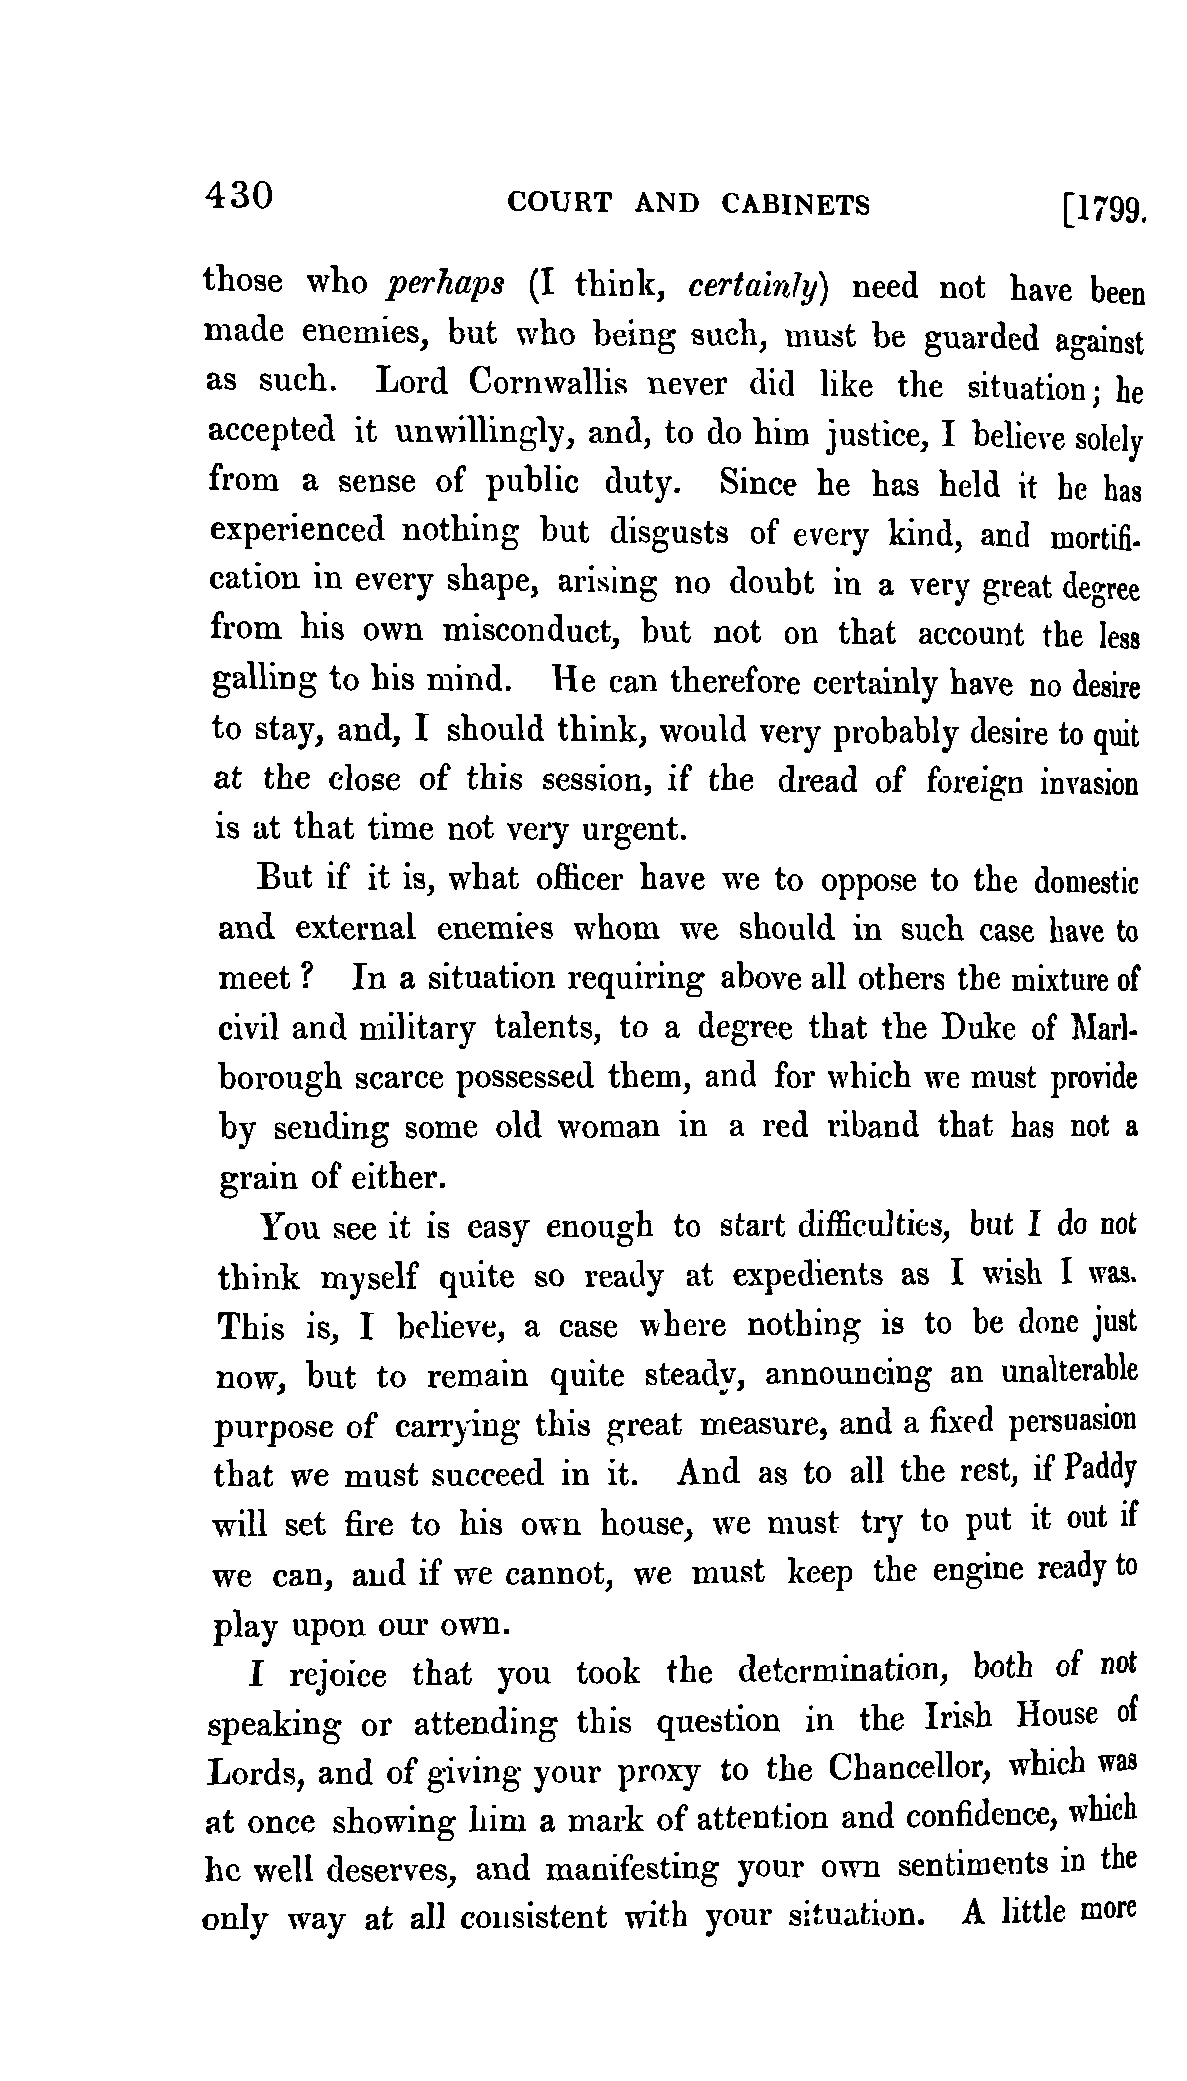 430 COURT AND CABINETS [1799.
those who perhaps (I think, certainly) need not have been
made enemies, but who being such, must be guarded against
as such. Lord Cornwallis never did like the situation; he
accepted it unwillingly, and, to do him justice, I believe solely
from a sense of public duty. Since he has held it he has
experienced nothing but disgusts of every kind, and mortifi-
cation in every shape, arising no doubt in a very great degree
from his own misconduct, but not on that account the less
galling to his mind. He can therefore certainly have no desire
to stay, and, I should think, would very probably desire to quit
at the close of this session, if the dread of foreign invasion
is at that time not very urgent.
But if it is, what officer have we to oppose to the domestic
and external enemies whom we should in such case have to
meet? In a situation requiring above all others the mixture of
civil and military talents, to a degree that the Duke of Marl-
borough scarce possessed them, and for which we must provide
by sending some old woman in a red riband that has not a
grain of either.
You see it is easy enough to start difficulties, but I do not
think myself quite so ready at expedients as I wish I was.
This is, I believe, a case where nothing is to be done just
now, but to remain quite steady, announcing an unalterable
purpose of carrying this great measure, and a fixed persuasion
that we must succeed in it. And as to all the rest, if Paddy
will set fire to his own house, we must try to put it out if
we can, and if we cannot, we must keep the engine ready to
play upon our own.
I rejoice that you took the determination, both of not
speaking or attending this question in the Irish House of
Lords, and of giving your proxy to the Chancellor, which was
at once showing him a mark of attention and confidence, which
he well deserves, and manifesting your own sentiments in the
only way at all consistent with your situation. A little more